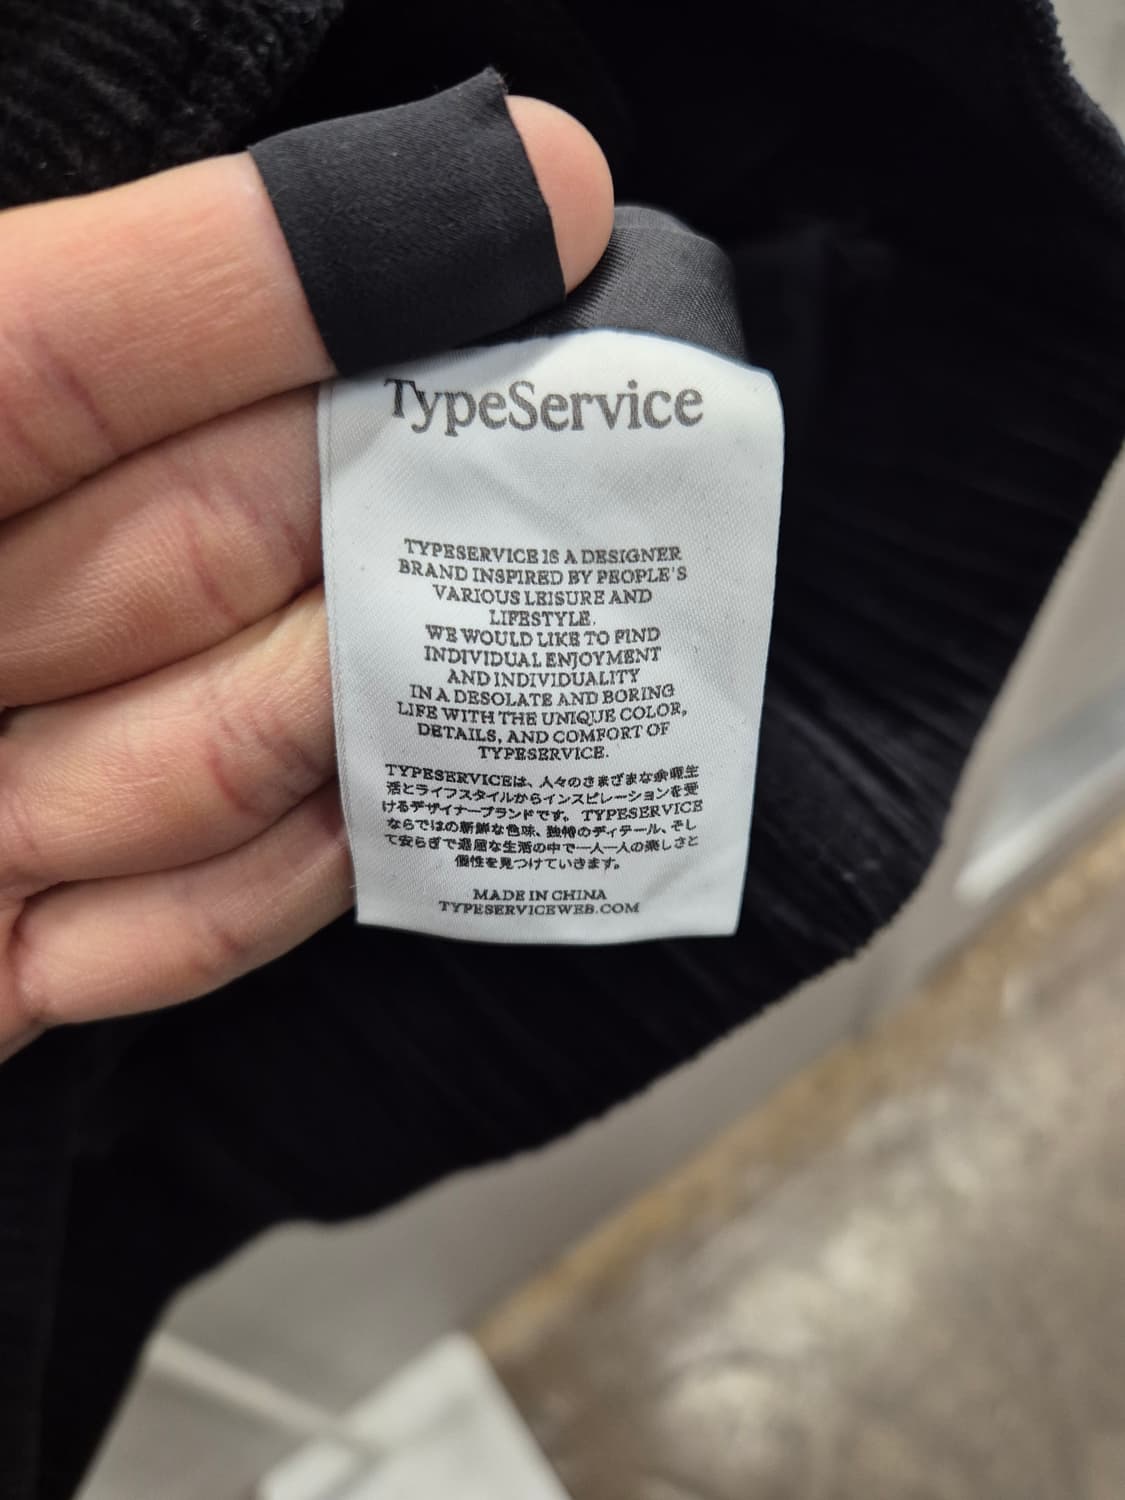 TypeService
TYPESERVICE IS A DESIGNER
BRAND INSPIRED BY PEOPLE'S
VARIOUS LEISURE AND
LIFESTYLE.
WE WOULD LIKE TO FIND
INDIVIDUAL ENJOYMENT
AND INDIVIDUALITY
IN A DESOLATE AND BORING
LIFE WITH THE UNIQUE COLOR,
DETAILS, AND COMFORT OF
TYPESERVICE.
TYPESERVICEは、人々のさまざまな余暇生
活とライフスタイルからインスピレーションを受
けるデザイナーブランドです。TYPESERVICE
ならではの新鮮な色味、独特のディテール、そし
て安らぎで退屈な生活の中で一人一人の楽しさと
個性を見つけていきます。
MADE IN CHINA
TYPESERVICEWEB.COM